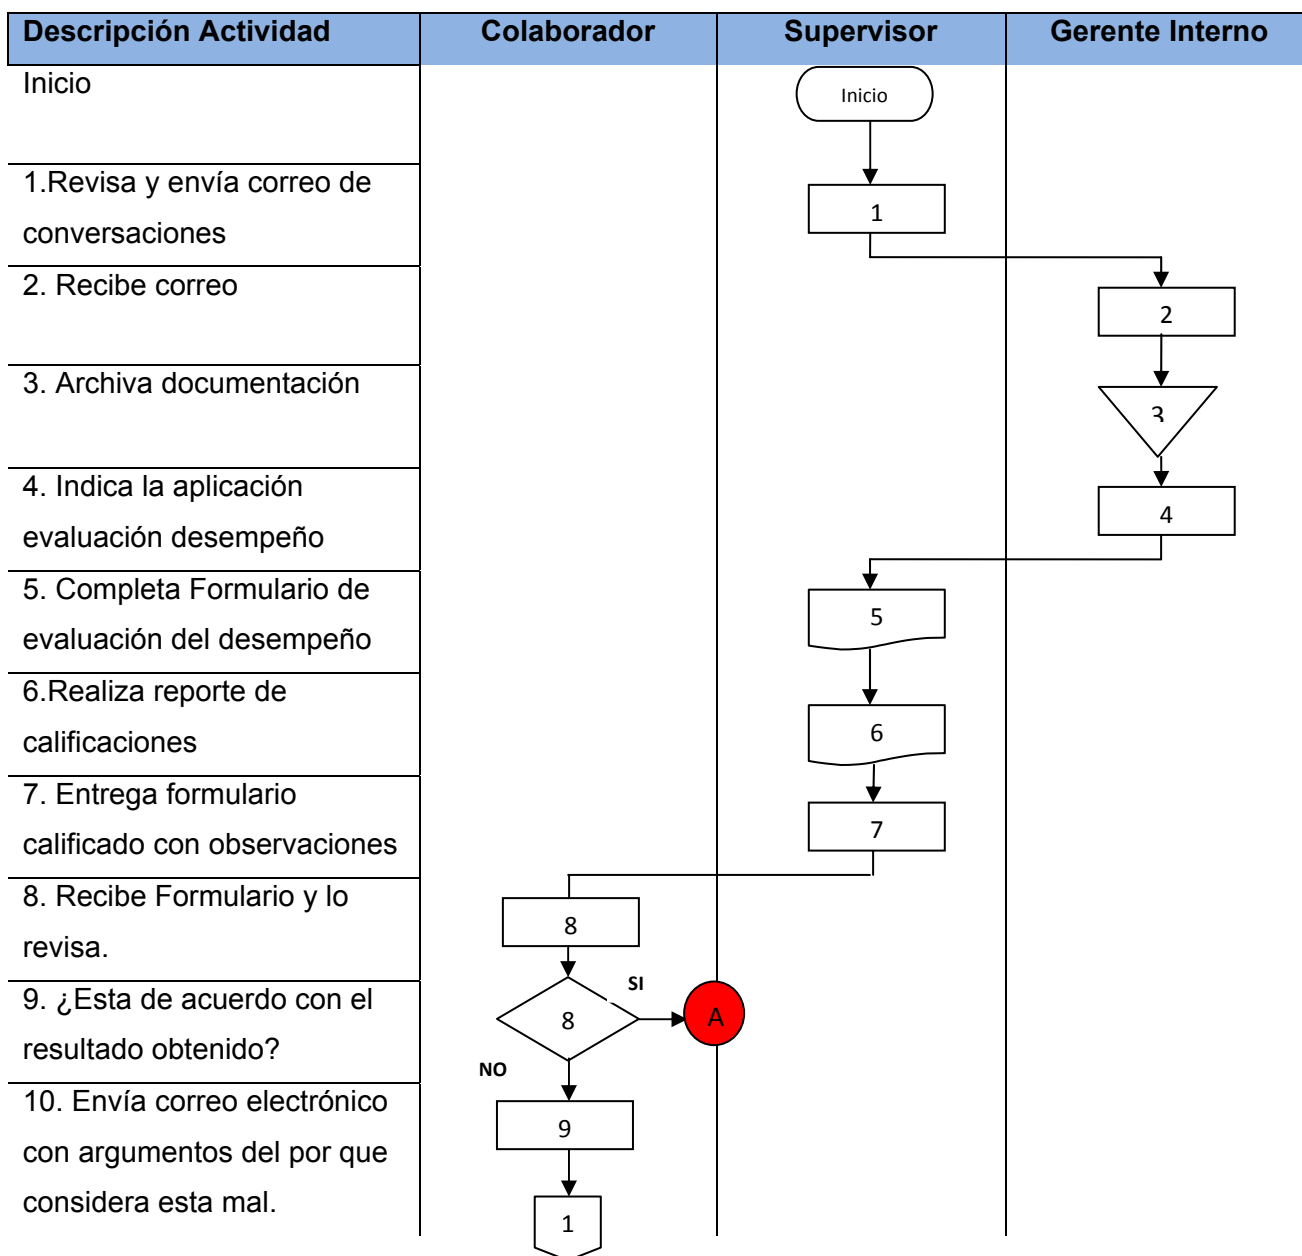 Descripción Actividad
Colaborador
Supervisor
Gerente Interno
Inicio
Inicio
1.Revisa y envía correo de
conversaciones
1
2. Recibe correo
2
3. Archiva documentación
3
4. Indica la aplicación
evaluación desempeño
4
5. Completa Formulario de
evaluación del desempeño
5
6.Realiza reporte de
calificaciones
6
7. Entrega formulario
calificado con observaciones
7
8. Recibe Formulario y lo
revisa.
8
9. ¿Esta de acuerdo con el
resultado obtenido?
8
SI
A
NO
10. Envía correo electrónico
con argumentos del por que
considera esta mal.
9
1